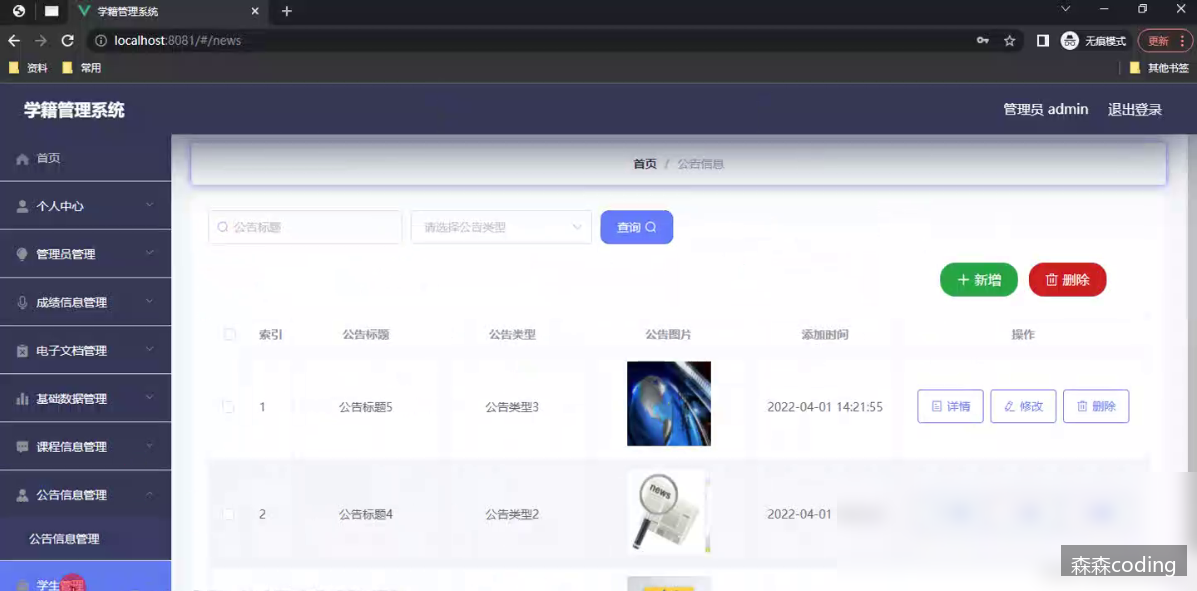 学籍管理系统
localhost:8081/#/news
无痕模式
更新
资料
常用
其他书签
学籍管理系统
管理员 admin
退出登录
首页
个人中心
管理员管理
成绩信息管理
电子文档管理
基础数据管理
课程信息管理
公告信息管理
公告信息管理
学生管理
首页 / 公告信息
公告标题
请选择公告类型
查询
+ 新增
删除
索引 公告标题 公告类型 公告图片 添加时间 操作
1 公告标题5 公告类型3 2022-04-01 14:21:55 详情 修改 删除
news
2 公告标题4 公告类型2 2022-04-01
森森coding